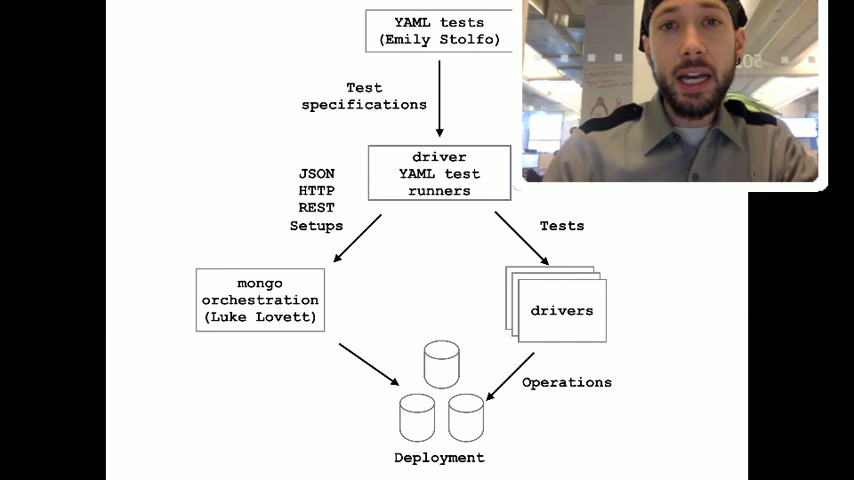 YAML tests
(Emily Stolfo)
Test
specifications
driver
YAML test
runners
JSON
HTTP
REST
Setups
Tests
mongo
orchestration
(Luke Lovett)
drivers
Operations
Deployment